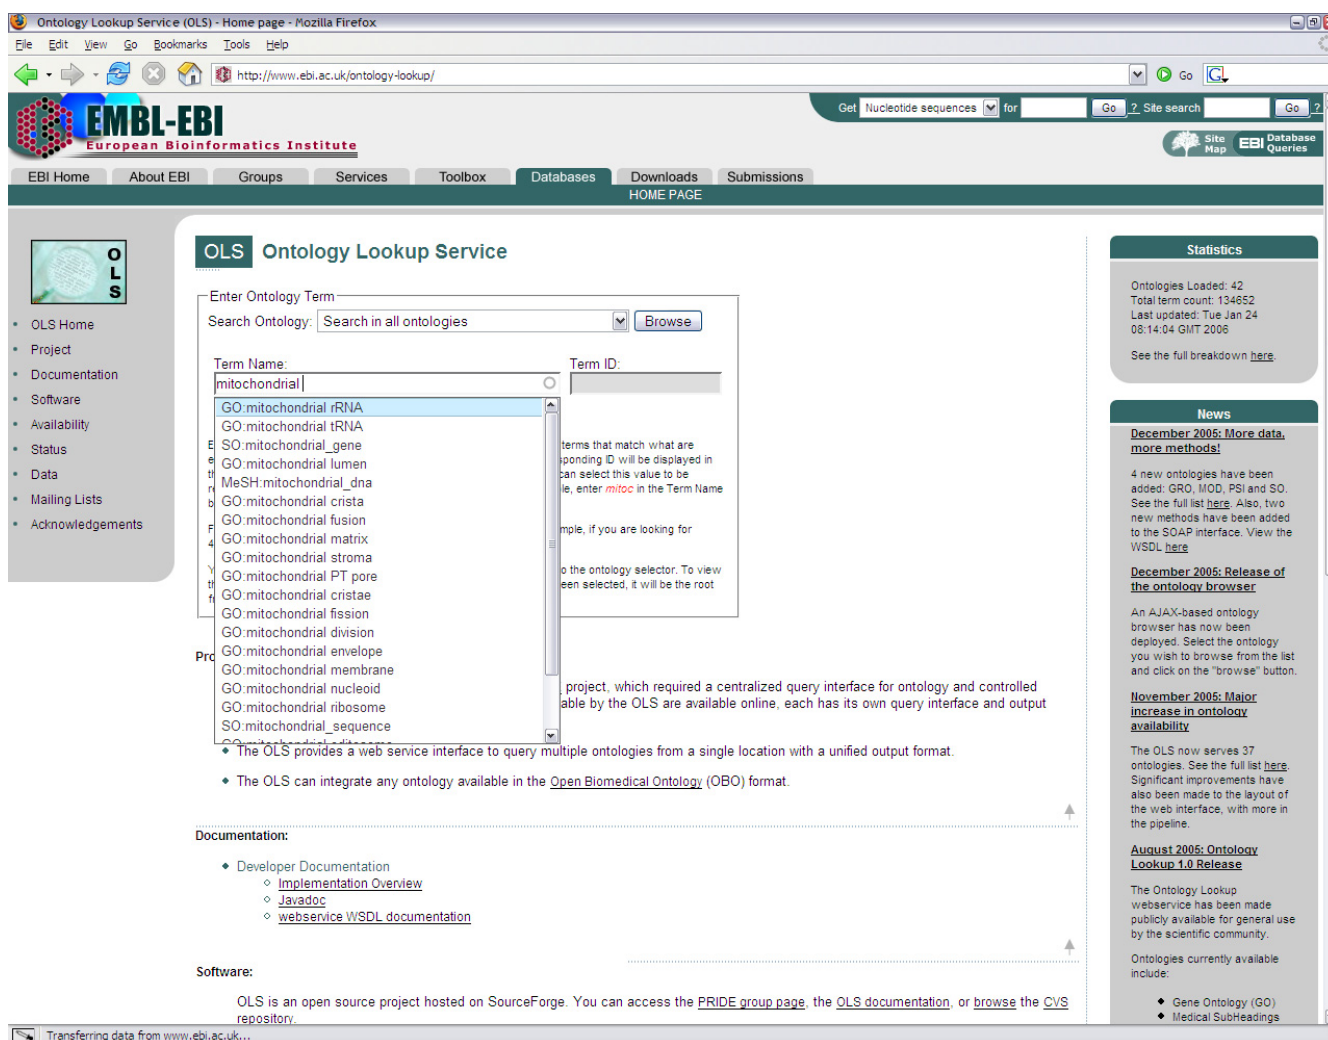 Ontology Lookup Service (OLS) - Home page - Mozilla Firefox
File Edit View Go Bookmarks Tools Help
http://www.ebi.ac.uk/ontology-lookup/
Go
G
EMBL-EBI
European Bioinformatics Institute
Get Nucleotide sequences for Go ? Site search Go ?
Site Map
EBI Database Queries
EBI Home About EBI Groups Services Toolbox Databases Downloads Submissions
HOME PAGE
OLS
OLS Home
Project
Documentation
Software
Availability
Status
Data
Mailing Lists
Acknowledgements
OLS Ontology Lookup Service
Enter Ontology Term
Search Ontology: Search in all ontologies Browse
Term Name: Term ID:
mitochondrial
GO:mitochondrial rRNA
GO:mitochondrial tRNA
SO:mitochondrial_gene
GO:mitochondrial lumen
MeSH:mitochondrial_dna
GO:mitochondrial crista
GO:mitochondrial fusion
GO:mitochondrial matrix
GO:mitochondrial stroma
GO:mitochondrial PT pore
GO:mitochondrial cristae
GO:mitochondrial fission
GO:mitochondrial division
GO:mitochondrial envelope
GO:mitochondrial membrane
GO:mitochondrial nucleoid
GO:mitochondrial ribosome
SO:mitochondrial_sequence
terms that match what are
sponding ID will be displayed in
can select this value to be
le, enter mitoc in the Term Name
mple, if you are looking for
o the ontology selector. To view
een selected, it will be the root
project, which required a centralized query interface for ontology and controlled
able by the OLS are available online, each has its own query interface and output
The OLS provides a web service interface to query multiple ontologies from a single location with a unified output format.
The OLS can integrate any ontology available in the Open Biomedical Ontology (OBO) format.
Documentation:
Developer Documentation
Implementation Overview
Javadoc
webservice WSDL documentation
Software:
OLS is an open source project hosted on SourceForge. You can access the PRIDE group page, the OLS documentation, or browse the CVS
repository.
Statistics
Ontologies Loaded: 42
Total term count: 134652
Last updated: Tue Jan 24
08:14:04 GMT 2006
See the full breakdown here.
News
December 2005: More data,
more methods!
4 new ontologies have been
added: GRO, MOD, PSI and SO.
See the full list here. Also, two
new methods have been added
to the SOAP interface. View the
WSDL here
December 2005: Release of
the ontology browser
An AJAX-based ontology
browser has now been
deployed. Select the ontology
you wish to browse from the list
and click on the "browse" button.
November 2005: Major
increase in ontology
availability
The OLS now serves 37
ontologies. See the full list here.
Significant improvements have
also been made to the layout of
the web interface, with more in
the pipeline.
August 2005: Ontology
Lookup 1.0 Release
The Ontology Lookup
webservice has been made
publicly available for general use
by the scientific community.
Ontologies currently available
include:
Gene Ontology (GO)
Medical SubHeadings
Transferring data from www.ebi.ac.uk...